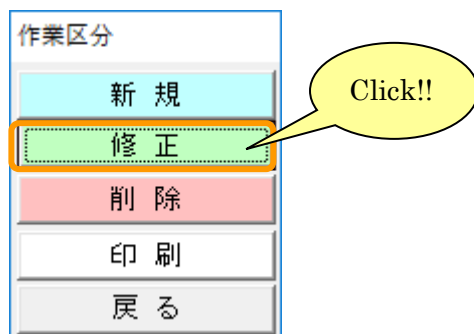 作業区分
新 規
Click!!
修 正
削 除
印 刷
戻 る